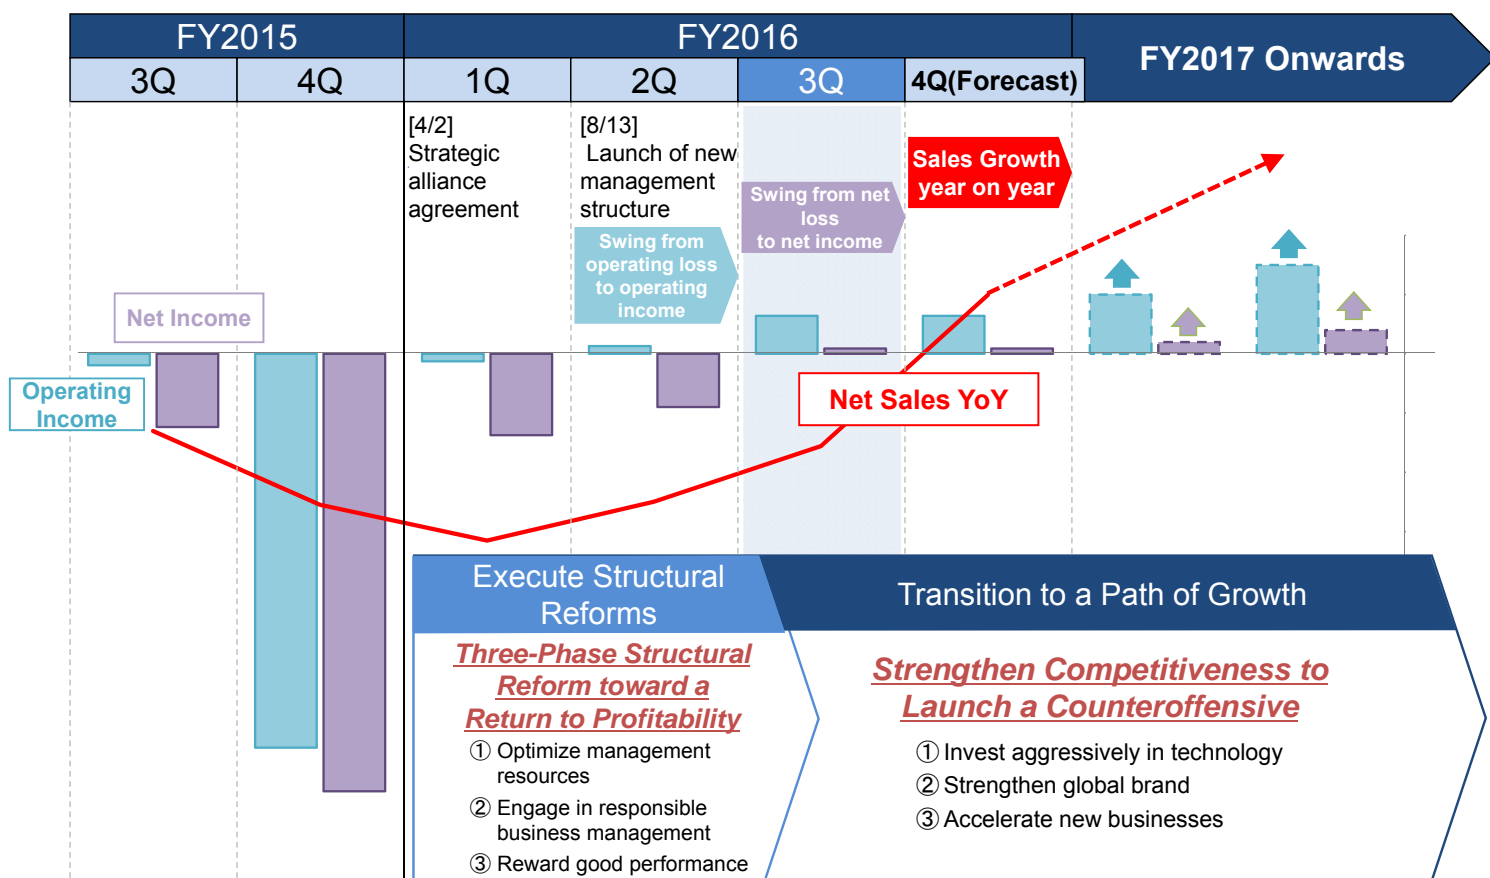 FY2015
FY2016
FY2017 Onwards
3Q
4Q
1Q
2Q
3Q
4Q(Forecast)
[4/2]
Strategic
alliance
agreement
[8/13]
Launch of new
management
structure
Swing from
operating loss
to operating
income
Swing from net
loss
to net income
Sales Growth
year on year
Net Income
Operating
Income
Net Sales YoY
Execute Structural
Reforms
Three-Phase Structural
Reform toward a
Return to Profitability
① Optimize management
resources
② Engage in responsible
business management
③ Reward good performance
Transition to a Path of Growth
Strengthen Competitiveness to
Launch a Counteroffensive
① Invest aggressively in technology
② Strengthen global brand
③ Accelerate new businesses